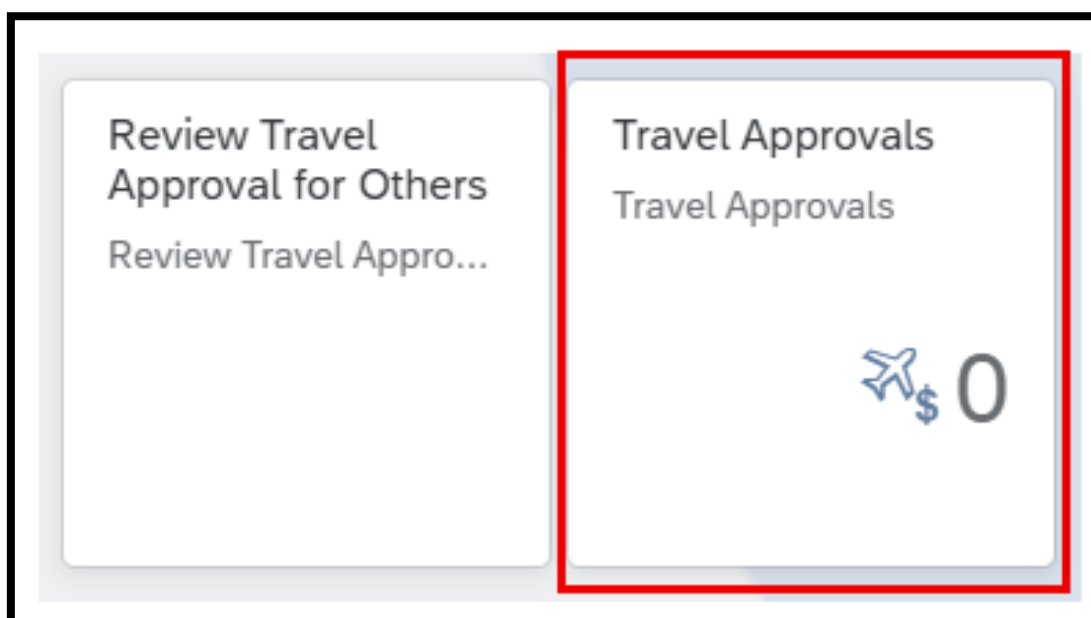 Review Travel
Approval for Others
Review Travel Appro...
Travel Approvals
Travel Approvals
$ 0